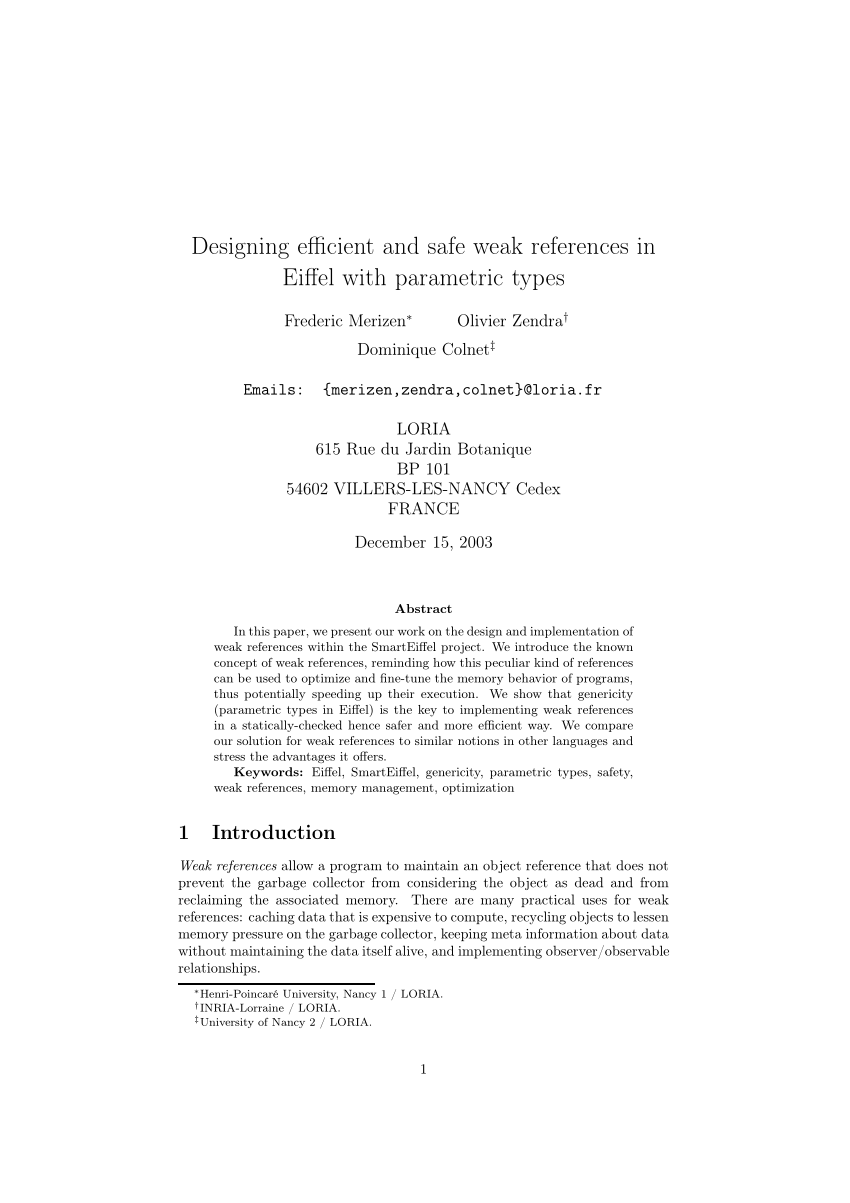 Designing efficient and safe weak references in
Eiffel with parametric types
Frederic Merizen* Olivier Zendra†
Dominique Colnet‡
Emails: {merizen,zendra,colnet}@loria.fr
LORIA
615 Rue du Jardin Botanique
BP 101
54602 VILLERS-LES-NANCY Cedex
FRANCE
December 15, 2003
Abstract
In this paper, we present our work on the design and implementation of
weak references within the SmartEiffel project. We introduce the known
concept of weak references, reminding how this peculiar kind of references
can be used to optimize and fine-tune the memory behavior of programs,
thus potentially speeding up their execution. We show that genericity
(parametric types in Eiffel) is the key to implementing weak references
in a statically-checked hence safer and more efficient way. We compare
our solution for weak references to similar notions in other languages and
stress the advantages it offers.
Keywords: Eiffel, SmartEiffel, genericity, parametric types, safety,
weak references, memory management, optimization
1 Introduction
Weak references allow a program to maintain an object reference that does not
prevent the garbage collector from considering the object as dead and from
reclaiming the associated memory. There are many practical uses for weak
references: caching data that is expensive to compute, recycling objects to lessen
memory pressure on the garbage collector, keeping meta information about data
without maintaining the data itself alive, and implementing observer/observable
relationships.
*Henri-Poincaré University, Nancy 1 / LORIA.
†INRIA-Lorraine / LORIA.
‡University of Nancy 2 / LORIA.
1